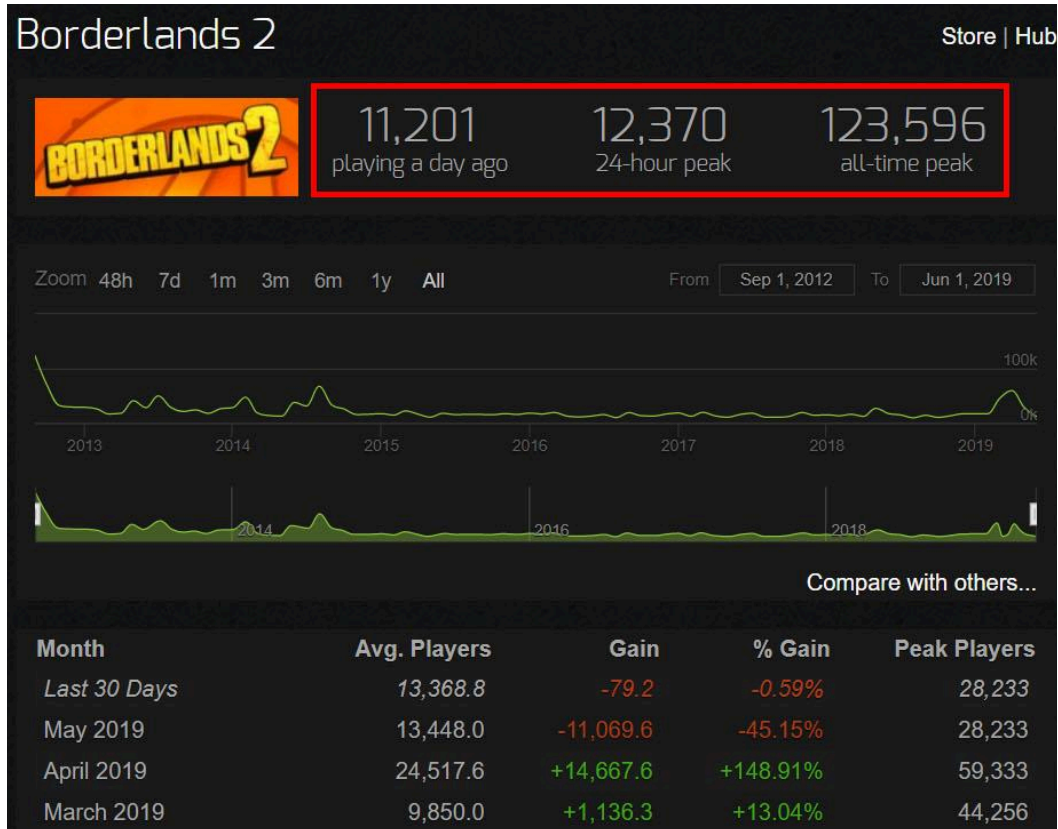 Borderlands 2
Store | Hub
BORDERLANDS 2
11,201 12,370 123,596
playing a day ago 24-hour peak all-time peak
Zoom 48h 7d 1m 3m 6m 1y All From Sep 1, 2012 To Jun 1, 2019
100k
0k
2013 2014 2015 2016 2017 2018 2019
2014 2016 2018
Compare with others...
Month Avg. Players Gain % Gain Peak Players
Last 30 Days 13,368.8 -79.2 -0.59% 28,233
May 2019 13,448.0 -11,069.6 -45.15% 28,233
April 2019 24,517.6 +14,667.6 +148.91% 59,333
March 2019 9,850.0 +1,136.3 +13.04% 44,256